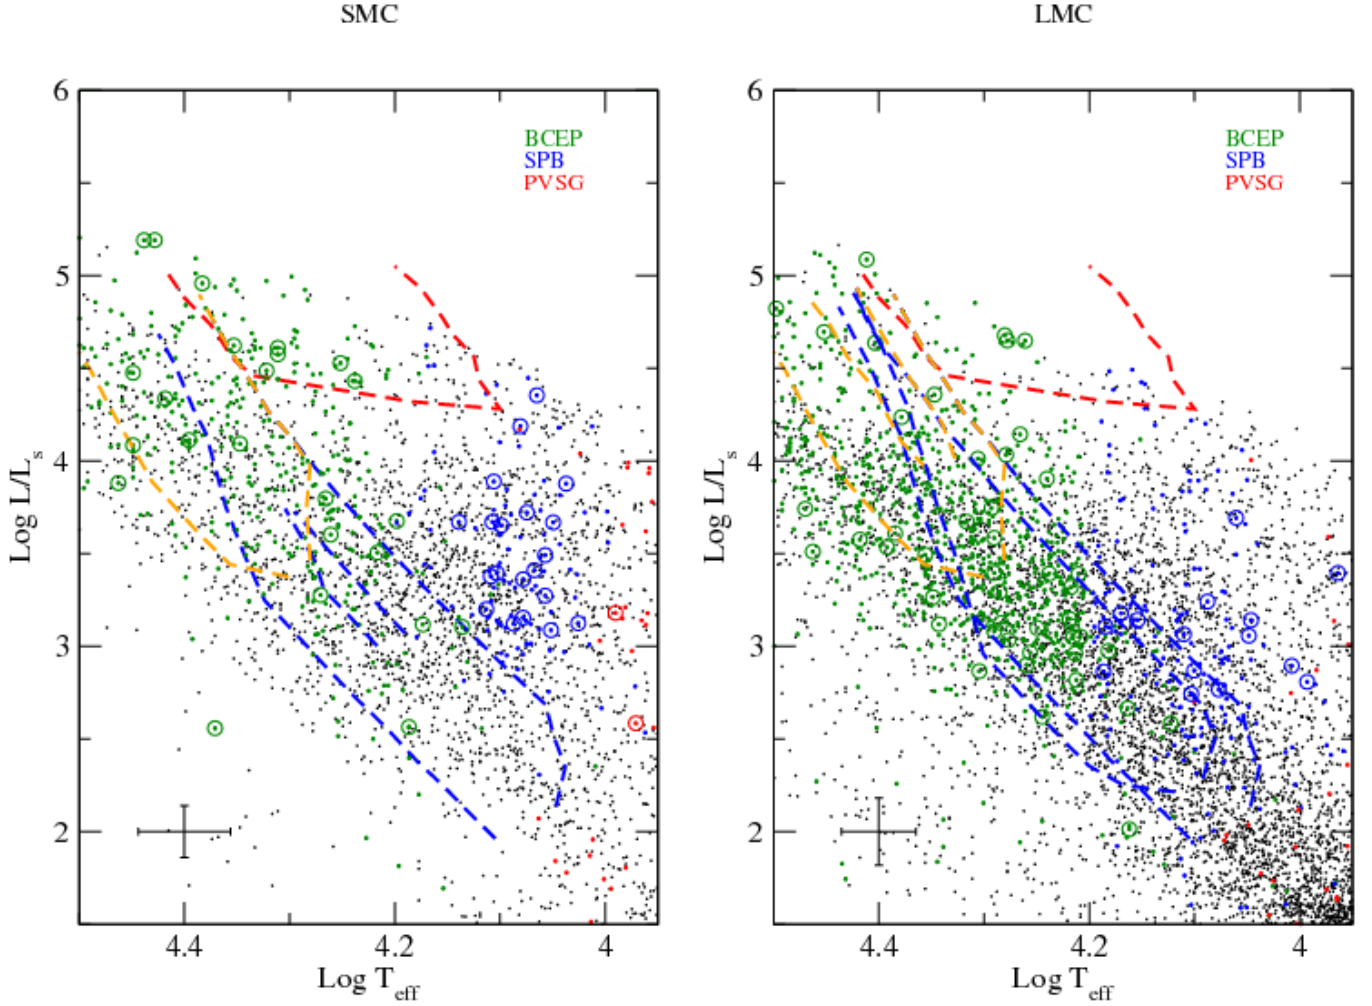 SMC
LMC
6
5
4
3
2
4.4
4.2
4
Log L/Ls
Log Teff
BCEP
SPB
PVSG
6
5
4
3
2
4.4
4.2
4
Log L/Ls
Log Teff
BCEP
SPB
PVSG